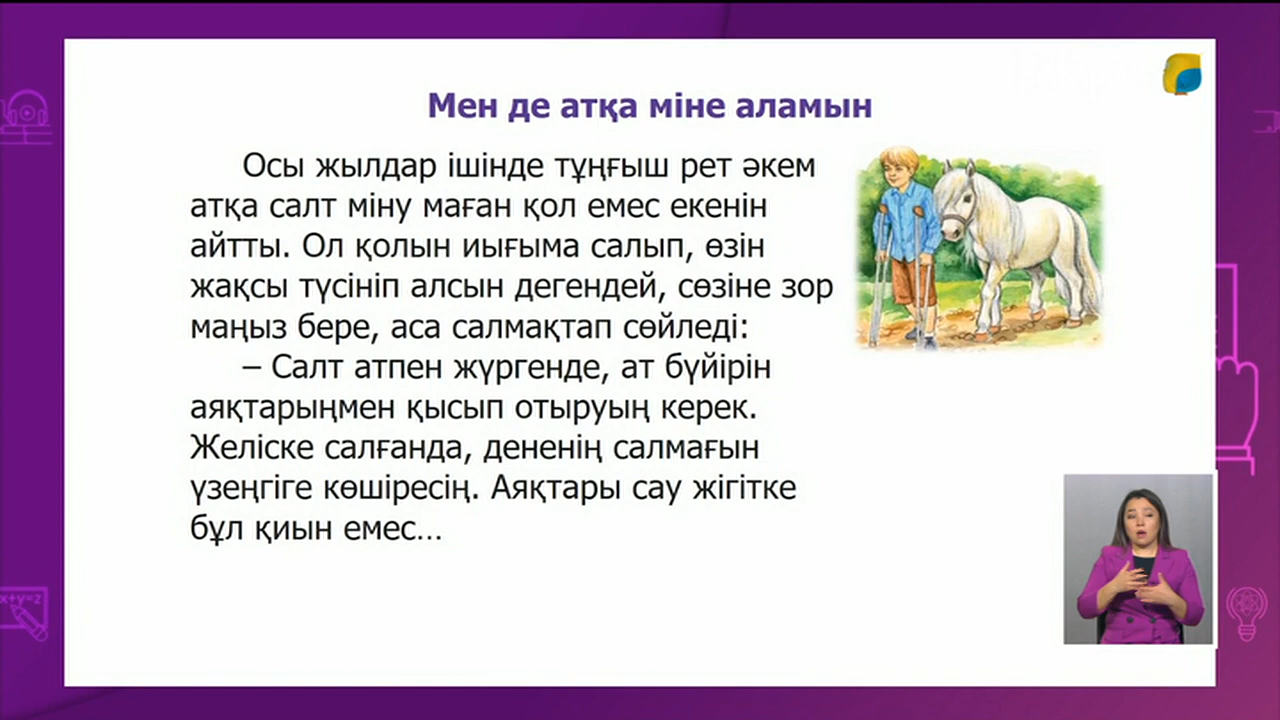 Мен де атқа міне аламын
Осы жылдар ішінде тұңғыш рет әкем
атқа салт міну маған қол емес екенін
айтты. Ол қолын иығыма салып, өзін
жақсы түсініп алсын дегендей, сөзіне зор
маңыз бере, аса салмақтап сөйледі:
– Салт атпен жүргенде, ат бүйірін
аяқтарыңмен қысып отыруың керек.
Желіске салғанда, дененің салмағын
үзеңгіге көшіресің. Аяқтары сау жігітке
бұл қиын емес...
x+y=z